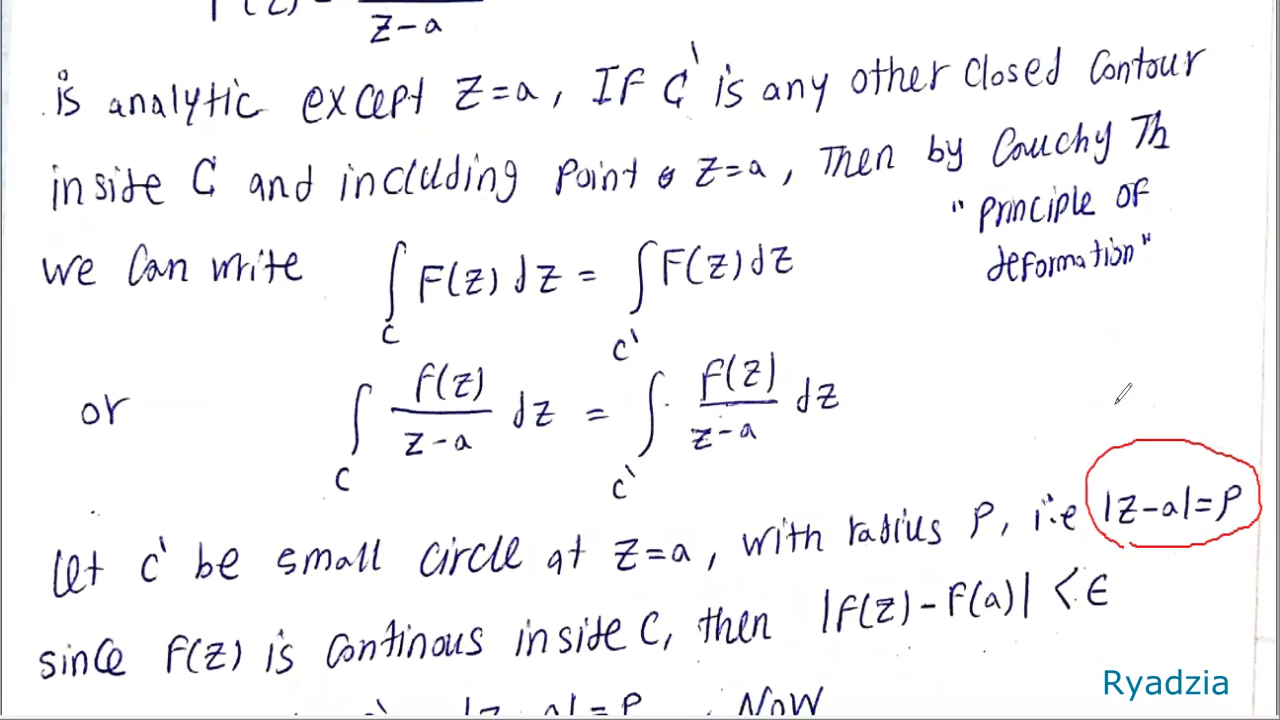 F(z) = z-a
is analytic except z=a, If C' is any other closed contour
inside C and including point z=a, Then by Cauchy Th
" principle of
deformation"
we can write ∫_C F(z)dz = ∫_C' F(z)dz
or ∫_C f(z)/(z-a) dz = ∫_C' f(z)/(z-a) dz
let c' be small circle at z=a, with radius ρ, i.e |z-a|=ρ
since f(z) is continous inside C, then |f(z)-f(a)| < ϵ
|z-a|=ρ . Now
Ryadzia